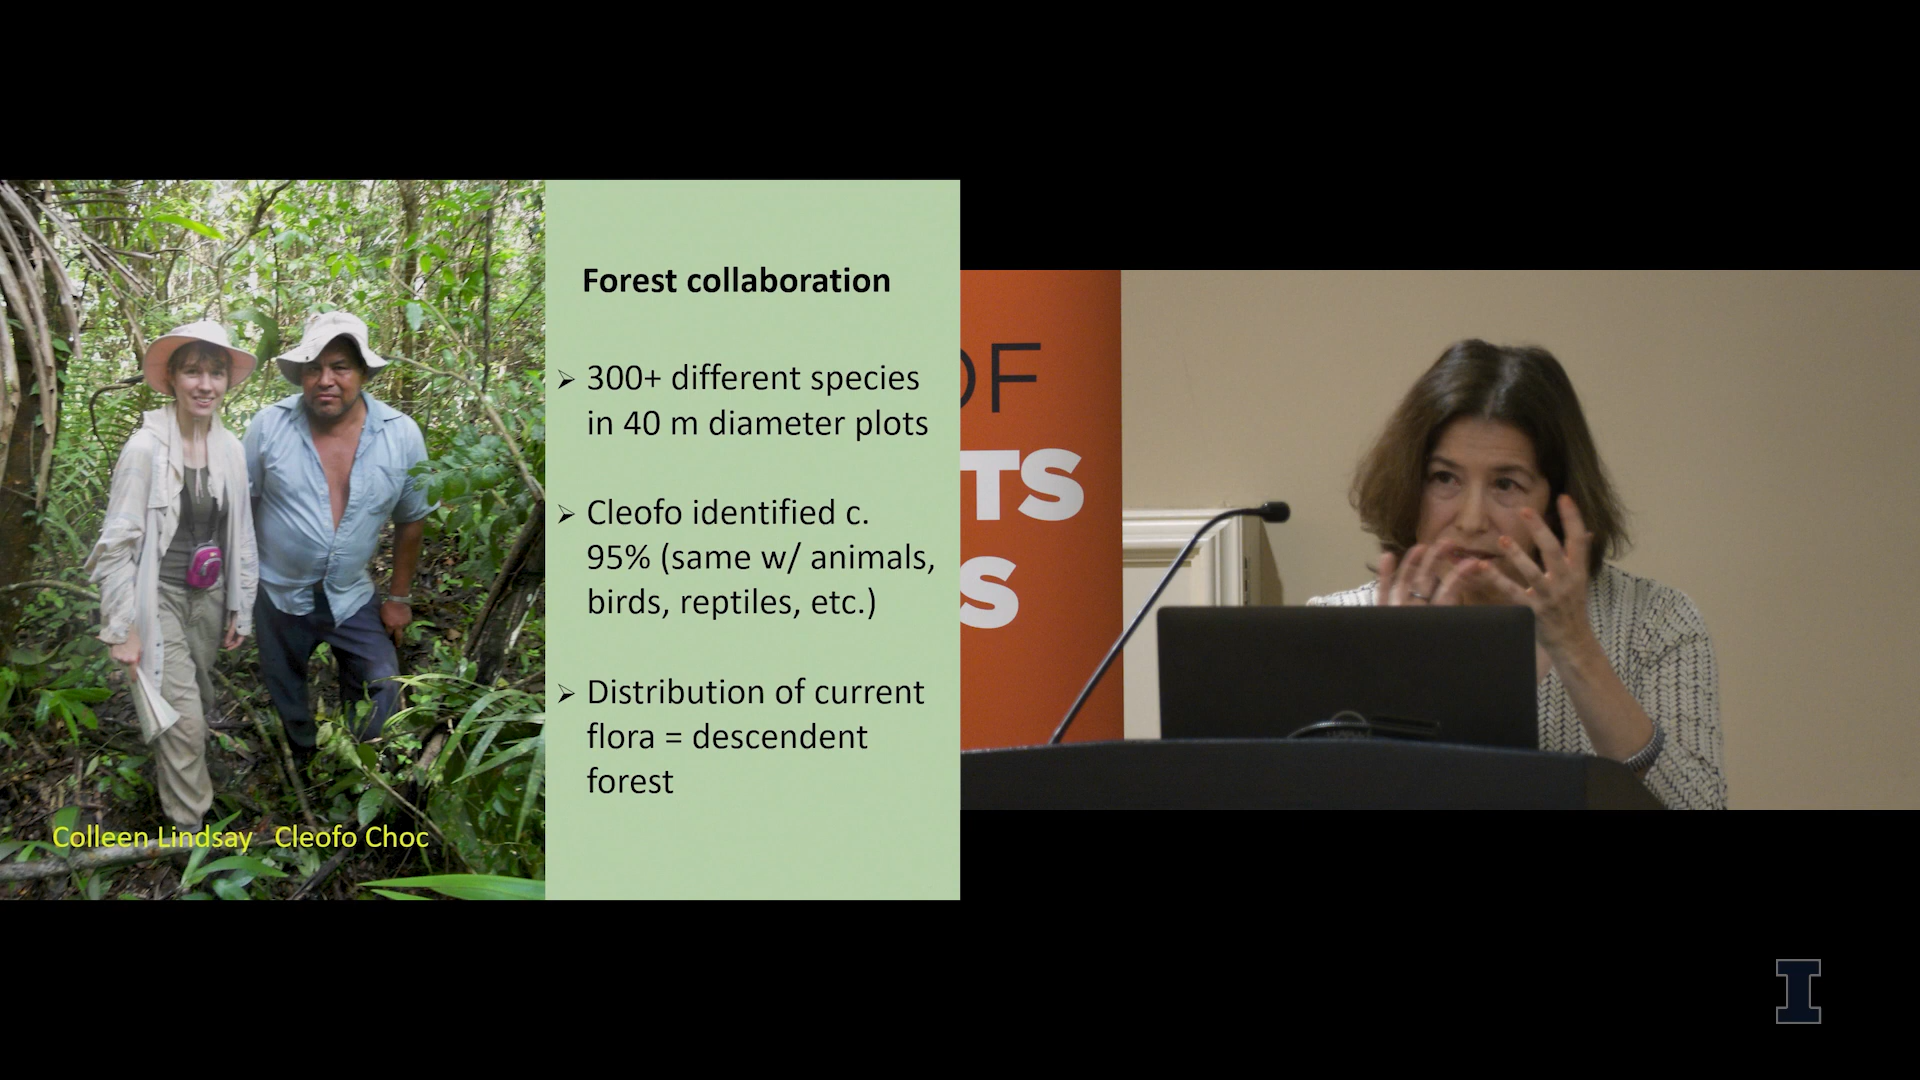 Forest collaboration
➢ 300+ different species
in 40 m diameter plots
➢ Cleofo identified c.
95% (same w/ animals,
birds, reptiles, etc.)
➢ Distribution of current
flora = descendent
forest
Colleen Lindsay Cleofo Choc
OF
TS
S
I